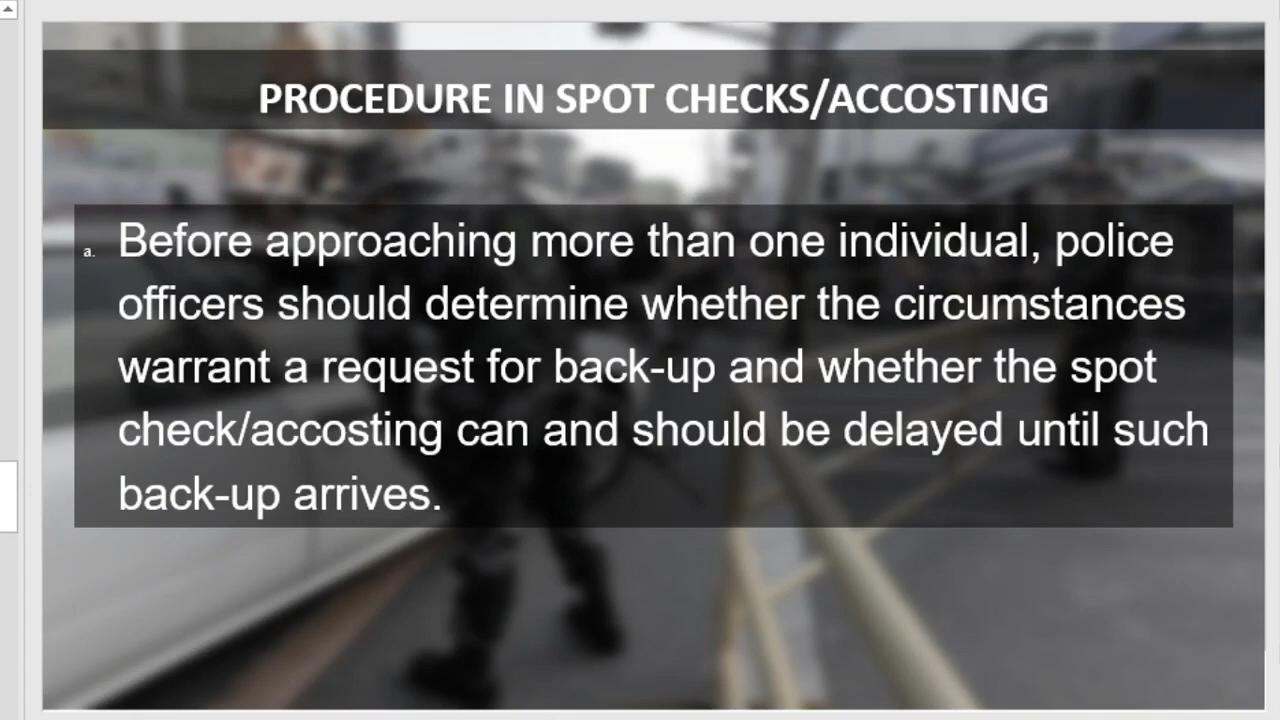 PROCEDURE IN SPOT CHECKS/ACCOSTING
a. Before approaching more than one individual, police
officers should determine whether the circumstances
warrant a request for back-up and whether the spot
check/accosting can and should be delayed until such
back-up arrives.